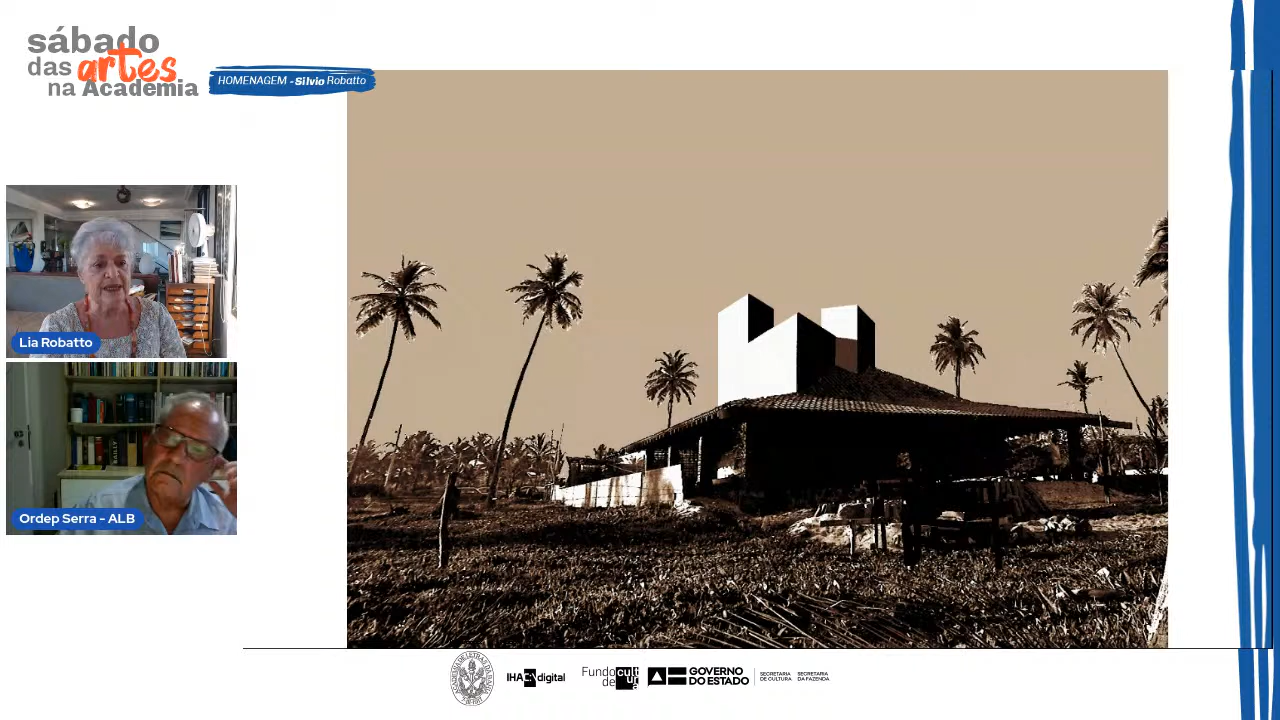 sábado
das artes
na Academia
HOMENAGEM - Silvio Robatto
Lia Robatto
Ordep Serra - ALB
IHAC digital
Fundo
de cultura
GOVERNO
DO ESTADO
SECRETARIA
DE CULTURA
SECRETARIA
DA FAZENDA